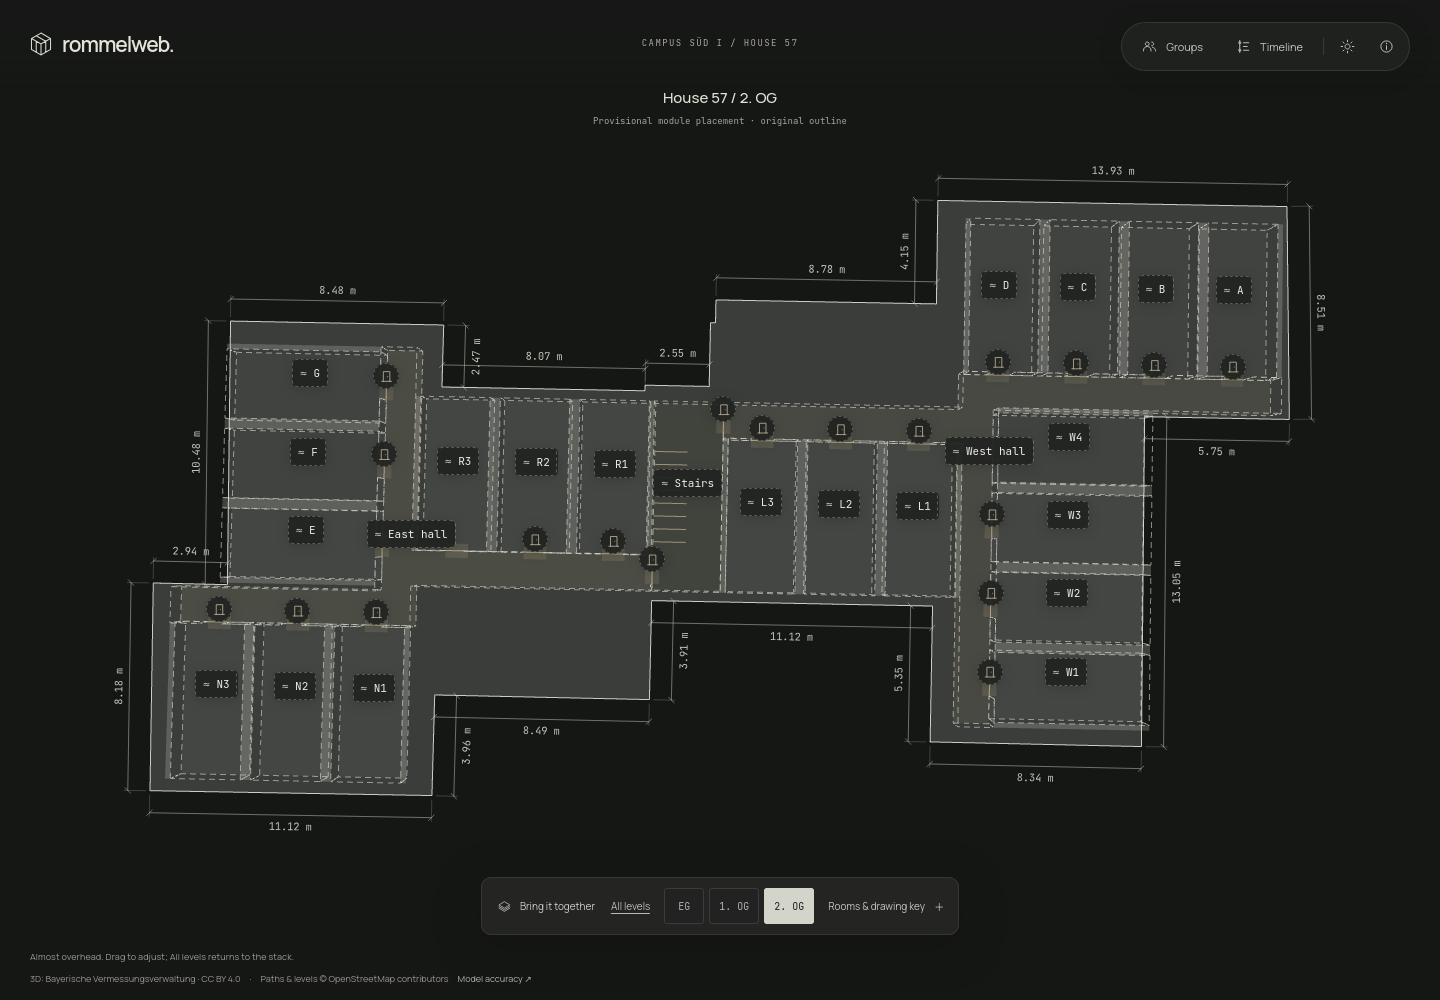 rommelweb.
CAMPUS SÜD I / HOUSE 57
Groups
Timeline
House 57 / 2. OG
Provisional module placement · original outline
13.93 m
4.15 m
8.78 m
8.51 m
≈ D
≈ C
≈ B
≈ A
8.48 m
2.47 m
8.07 m
2.55 m
≈ G
10.48 m
≈ F
≈ E
≈ R3
≈ R2
≈ R1
≈ Stairs
≈ L3
≈ L2
≈ L1
≈ West hall
≈ W4
5.75 m
≈ W3
≈ East hall
2.94 m
≈ W2
13.05 m
11.12 m
3.91 m
5.35 m
≈ W1
8.18 m
≈ N3
≈ N2
≈ N1
8.49 m
3.96 m
8.34 m
11.12 m
Bring it together
All levels
EG
1. OG
2. OG
Rooms & drawing key +
Almost overhead. Drag to adjust; All levels returns to the stack.
3D: Bayerische Vermessungsverwaltung · CC BY 4.0 · Paths & levels © OpenStreetMap contributors Model accuracy ↗